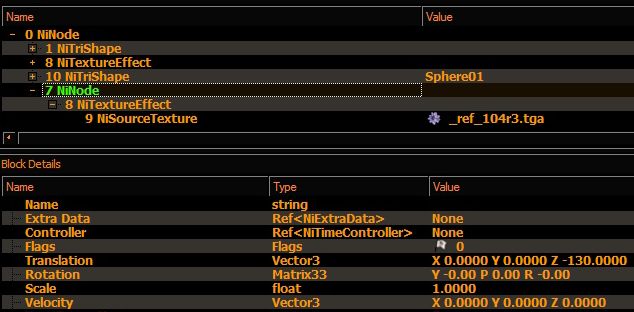 Name Value
0 NiNode
1 NiTriShape
8 NiTextureEffect
10 NiTriShape Sphere01
7 NiNode
8 NiTextureEffect
9 NiSourceTexture _ref_104r3.tga
Block Details
Name Type Value
Name string
Extra Data Ref<NiExtraData> None
Controller Ref<NiTimeController> None
Flags Flags 0
Translation Vector3 X 0.0000 Y 0.0000 Z -130.0000
Rotation Matrix33 Y -0.00 P 0.00 R -0.00
Scale float 1.0000
Velocity Vector3 X 0.0000 Y 0.0000 Z 0.0000